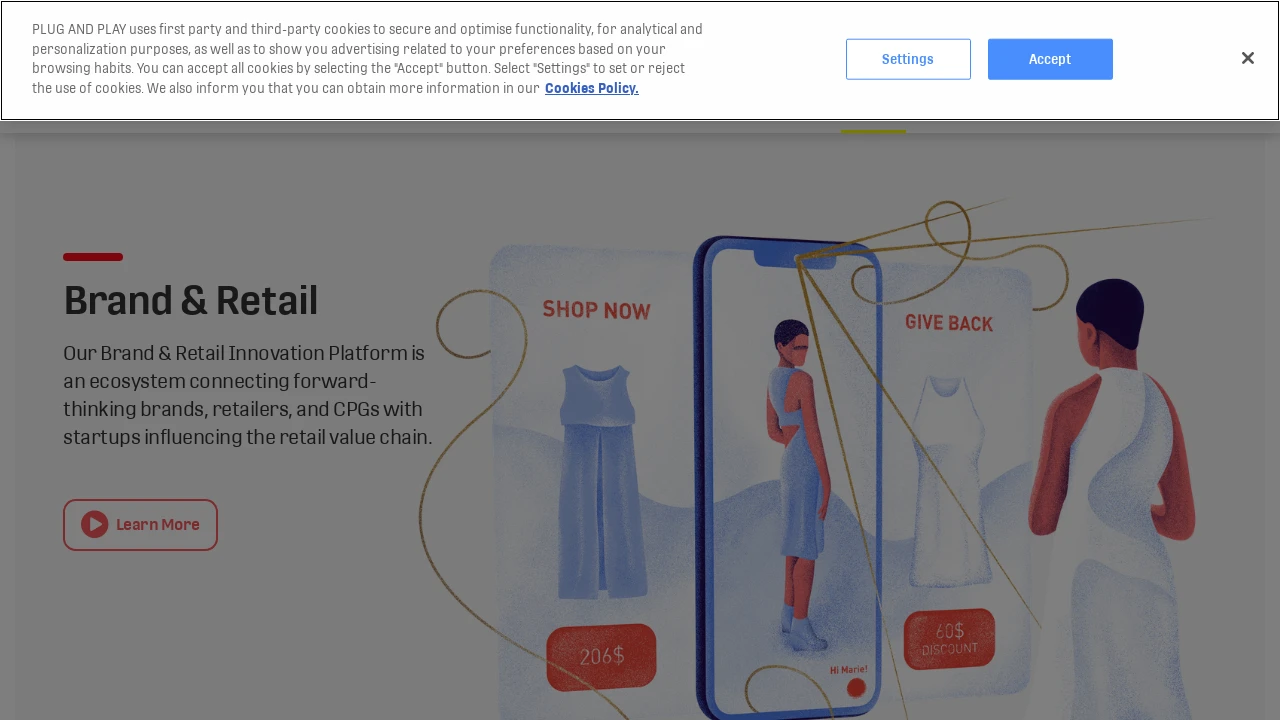 PLUG AND PLAY uses first party and third-party cookies to secure and optimise functionality, for analytical and
personalization purposes, as well as to show you advertising related to your preferences based on your
browsing habits. You can accept all cookies by selecting the "Accept" button. Select "Settings" to set or reject
the use of cookies. We also inform you that you can obtain more information in our Cookies Policy.
Settings
Accept
Brand & Retail
Our Brand & Retail Innovation Platform is
an ecosystem connecting forward-
thinking brands, retailers, and CPGs with
startups influencing the retail value chain.
Learn More
SHOP NOW
GIVE BACK
206$
60$
DISCOUNT
Hi Marie!